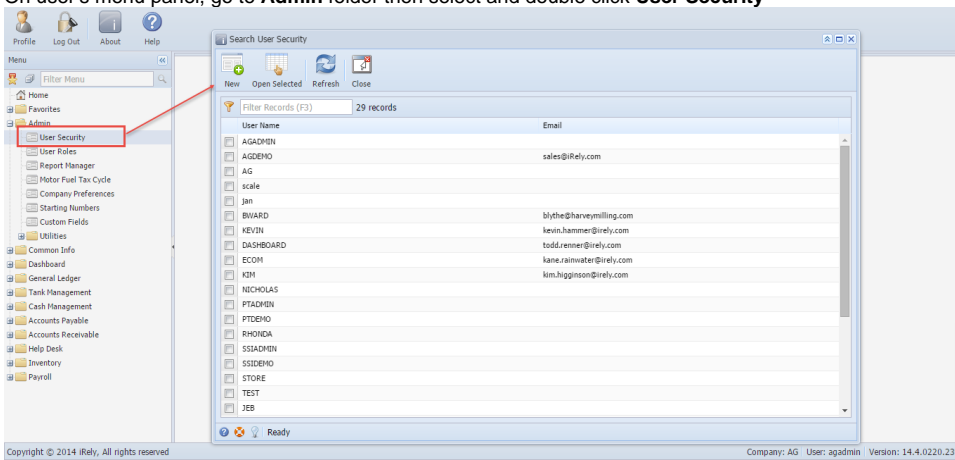 On user's menu panel, go to Admin folder then select and double click User Security
Profile Log Out About Help
Menu
Filter Menu
Home
Favorites
Admin
User Security
User Roles
Report Manager
Motor Fuel Tax Cycle
Company Preferences
Starting Numbers
Custom Fields
Utilities
Common Info
Dashboard
General Ledger
Tank Management
Cash Management
Accounts Payable
Accounts Receivable
Help Desk
Inventory
Payroll
Search User Security
New Open Selected Refresh Close
Filter Records (F3) 29 records
User Name Email
AGADMIN
AGDEMO sales@iRely.com
AG
scale
jan
BWARD blythe@harveymilling.com
KEVIN kevin.hammer@irely.com
DASHBOARD todd.renner@irely.com
ECOM kane.rainwater@irely.com
KIM kim.higginson@irely.com
NICHOLAS
PTADMIN
PTDEMO
RHONDA
SSIADMIN
SSIDEMO
STORE
TEST
JEB
Ready
Copyright © 2014 iRely, All rights reserved Company: AG User: agadmin Version: 14.4.0220.23